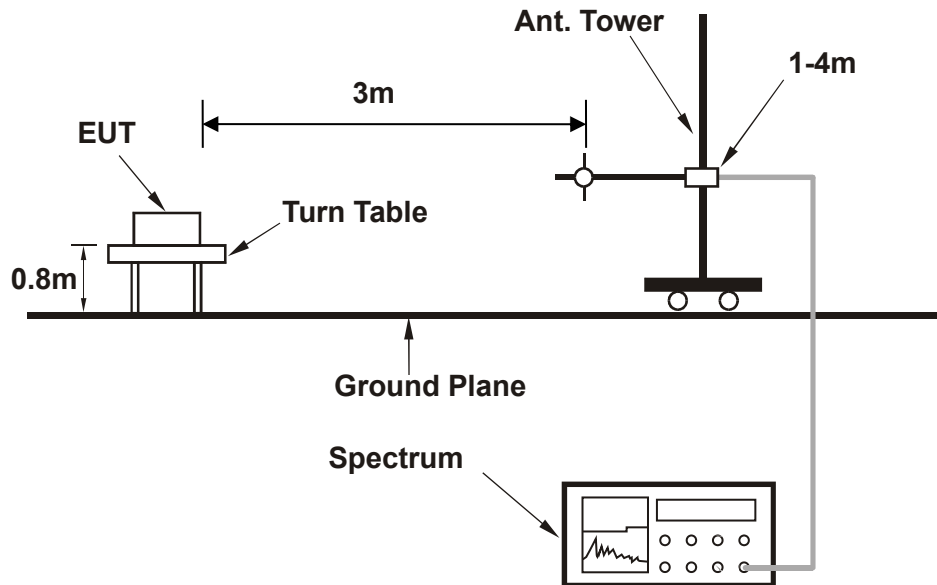 Ant. Tower
1-4m
3m
EUT
Turn Table
0.8m
Ground Plane
Spectrum